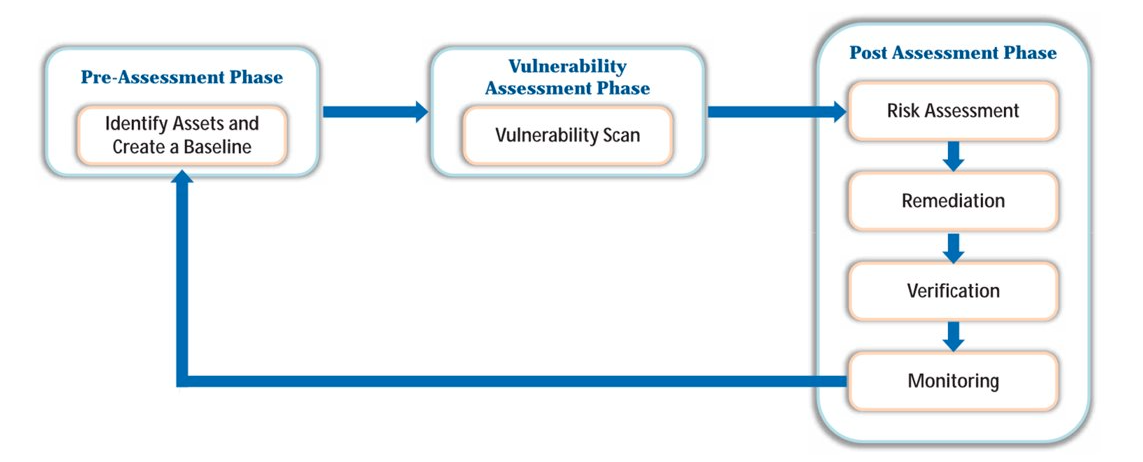 Pre-Assessment Phase
Identify Assets and
Create a Baseline
Vulnerability
Assessment Phase
Vulnerability Scan
Post Assessment Phase
Risk Assessment
Remediation
Verification
Monitoring